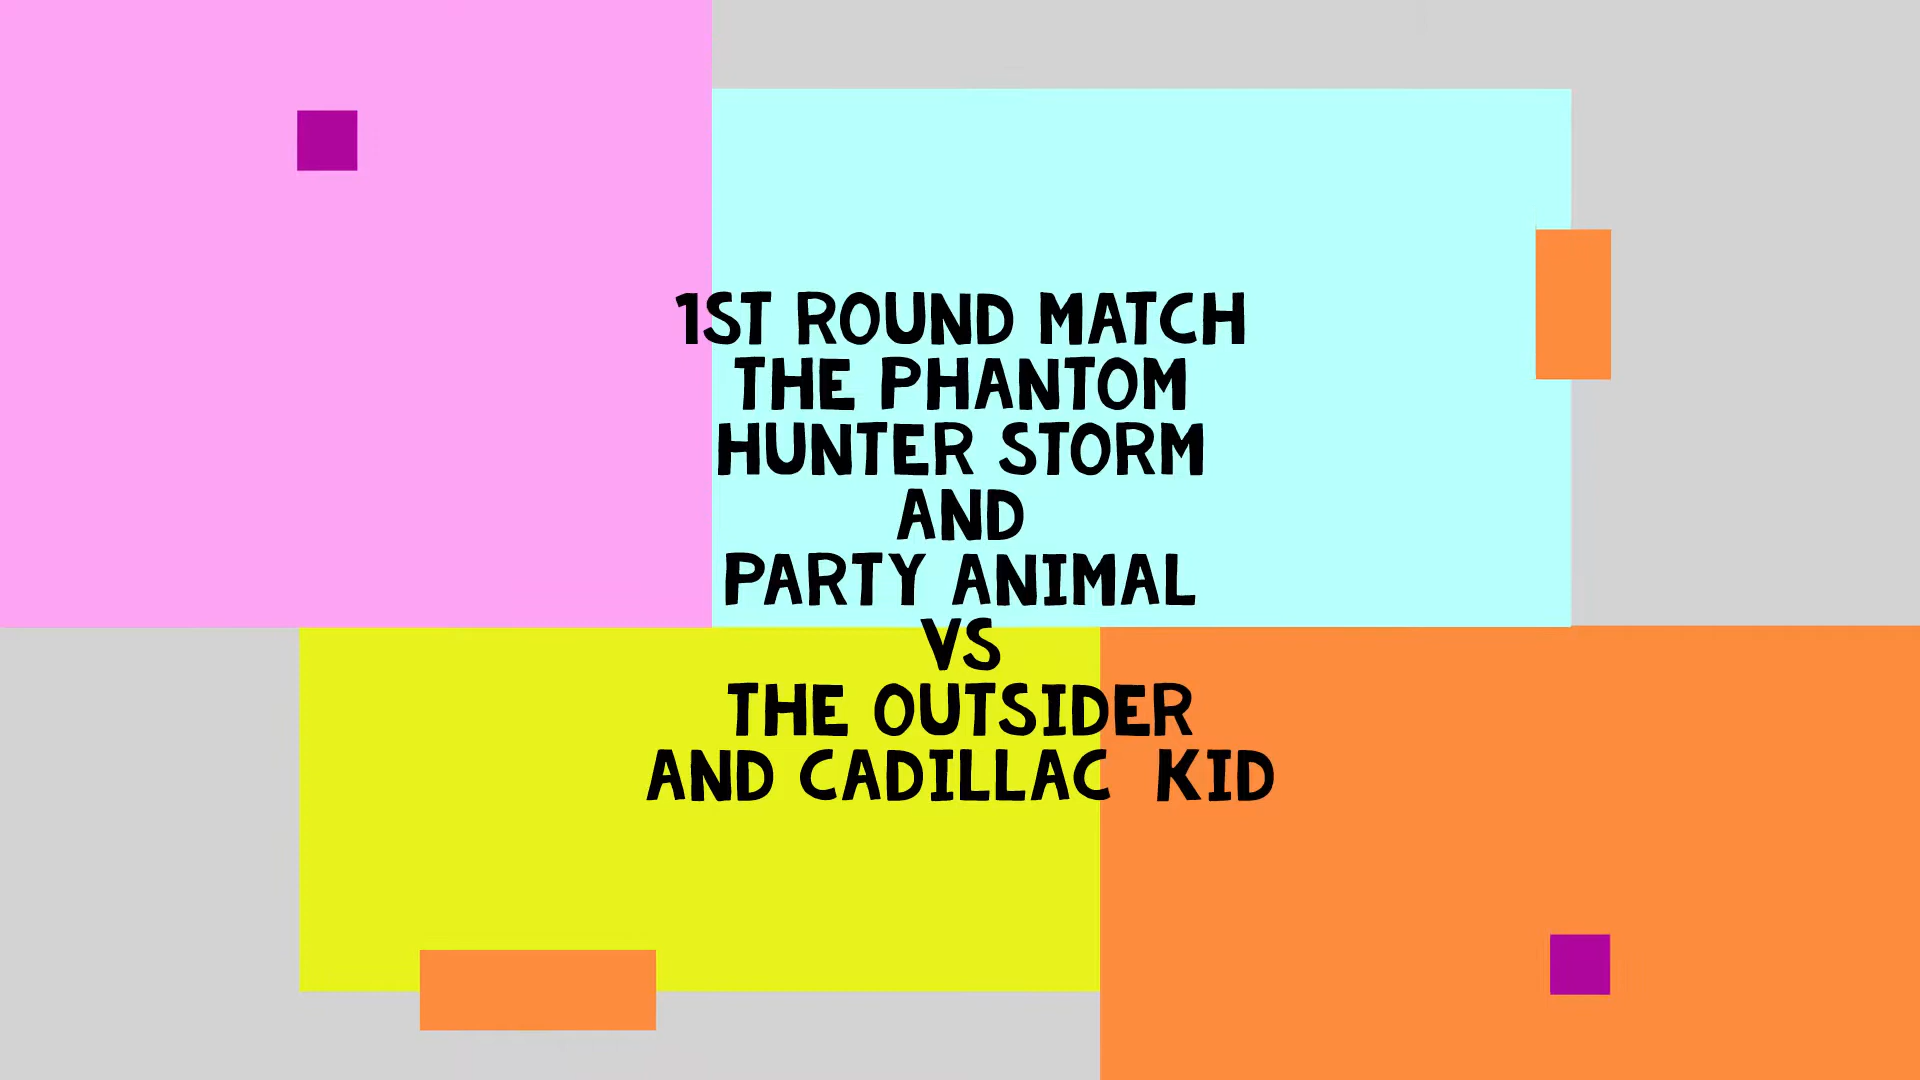 1ST ROUND MATCH
THE PHANTOM
HUNTER STORM
AND
PARTY ANIMAL
VS
THE OUTSIDER
AND CADILLAC  KID